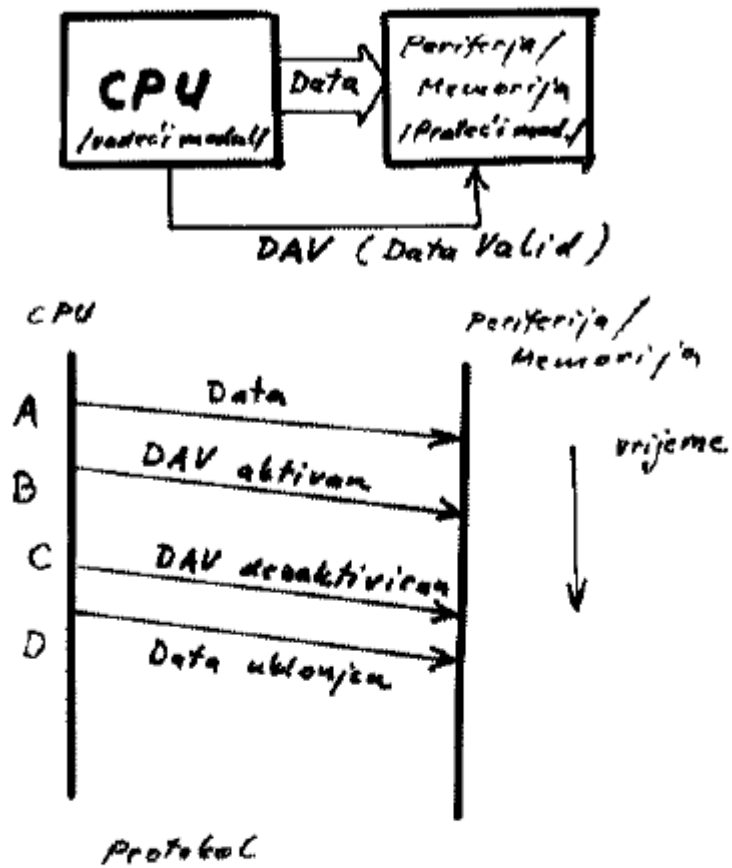 CPU
/vodeći modul/
Data
Periferija/
Memorija
/Prateći mod./
DAV (Data Valid)
CPU
Periferija/
Memorija
A
Data
vrijeme
B
DAV aktivan
C
DAV deaktiviran
D
Data uklonjen
Protokol